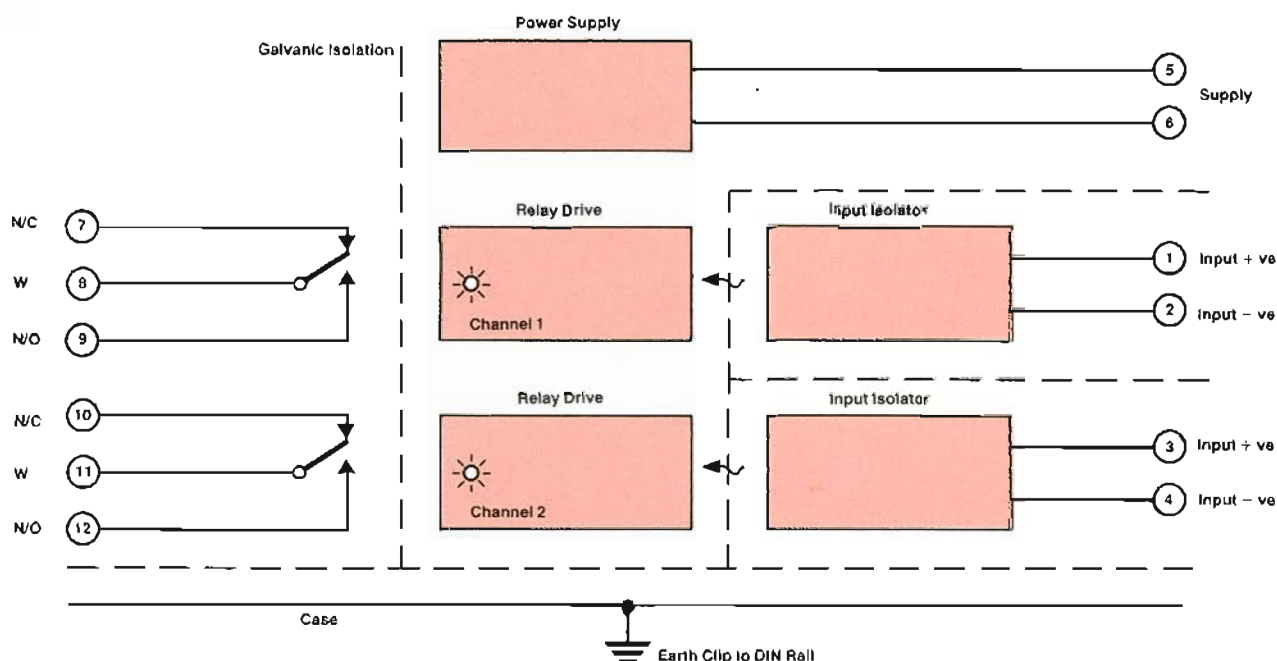 Power Supply
Galvanic Isolation
5
Supply
6
Relay Drive
Input Isolator
N/C 7
W 8
N/O 9
Channel 1
1 Input + ve
2 Input - ve
Relay Drive
Input Isolator
N/C 10
W 11
N/O 12
Channel 2
3 Input + ve
4 Input - ve
Case
Earth Clip to DIN Rail